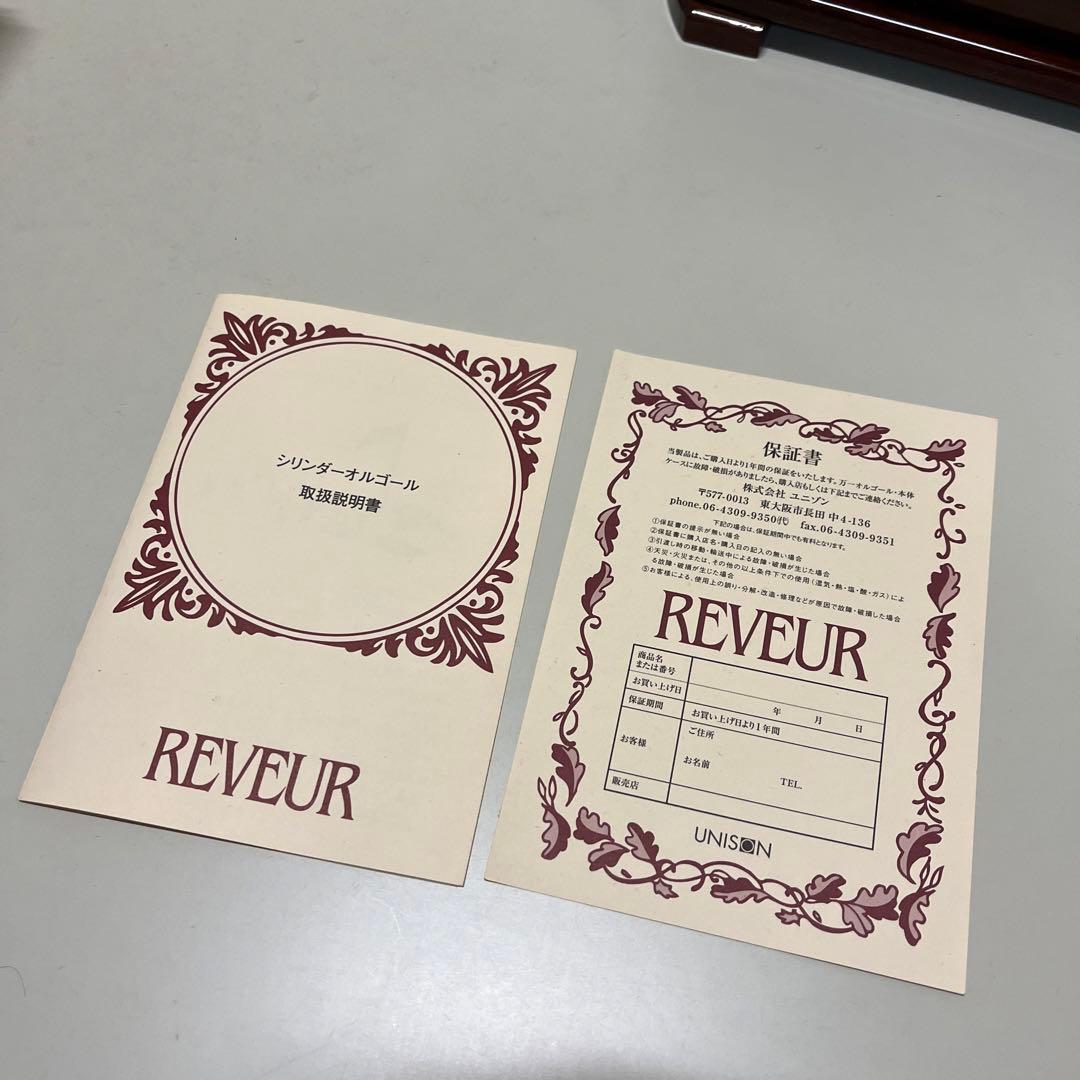 シリンダーオルゴール
取扱説明書
REVEUR
保証書
当製品は、ご購入日より1年間の保証をいたします。万一オルゴール・本体
ケースに故障・破損がありましたら、購入店もしくは下記までご連絡ください。
株式会社 ユニゾン
〒577-0013 東大阪市長田中4-136
phone.06-4309-9350㈹ fax.06-4309-9351
下記の場合は、保証期間中でも有料となります。
①保証書の提示が無い場合
②保証書に購入店名・購入日の記入の無い場合
③引渡し時の移動・輸送中による故障・破損が生じた場合
④天災・火災または、その他の以上条件下での使用(湿気・熱・塩・酸・ガス)によ
る故障・破損が生じた場合
⑤お客様による、使用上の誤り・分解・改造・修理などが原因で故障・破損した場合
REVEUR
商品名
または番号
お買い上げ日 年 月 日
保証期間 お買い上げ日より1年間
お客様 ご住所
お名前 TEL.
販売店
UNISON